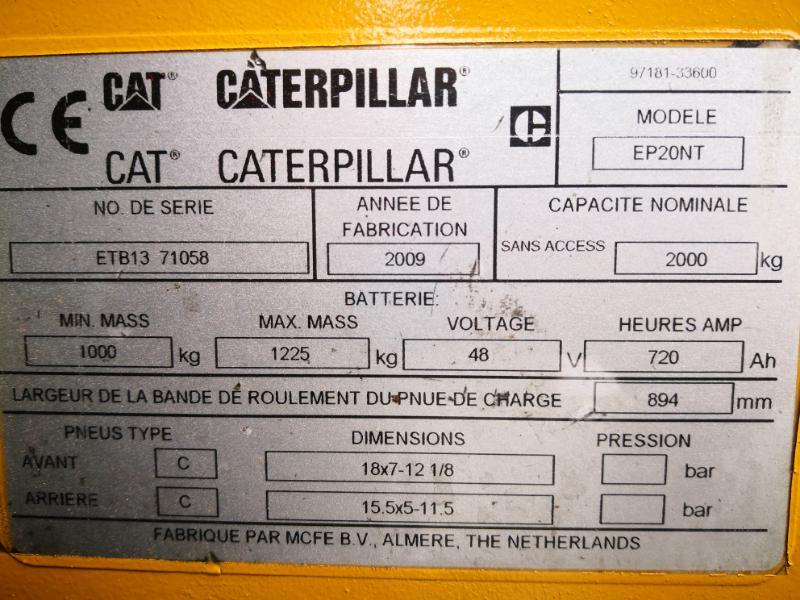 CE CAT® CATERPILLAR®
CAT® CATERPILLAR®
97181-33600
MODELE
EP20NT
NO. DE SERIE
ETB13 71058
ANNEE DE
FABRICATION
2009
CAPACITE NOMINALE
SANS ACCESS 2000 kg
BATTERIE:
MIN. MASS MAX. MASS VOLTAGE HEURES AMP
1000 kg 1225 kg 48 V 720 Ah
LARGEUR DE LA BANDE DE ROULEMENT DU PNUE DE CHARGE 894 mm
PNEUS TYPE DIMENSIONS PRESSION
AVANT C 18x7-12 1/8 bar
ARRIERE C 15.5x5-11.5 bar
FABRIQUE PAR MCFE B.V., ALMERE, THE NETHERLANDS